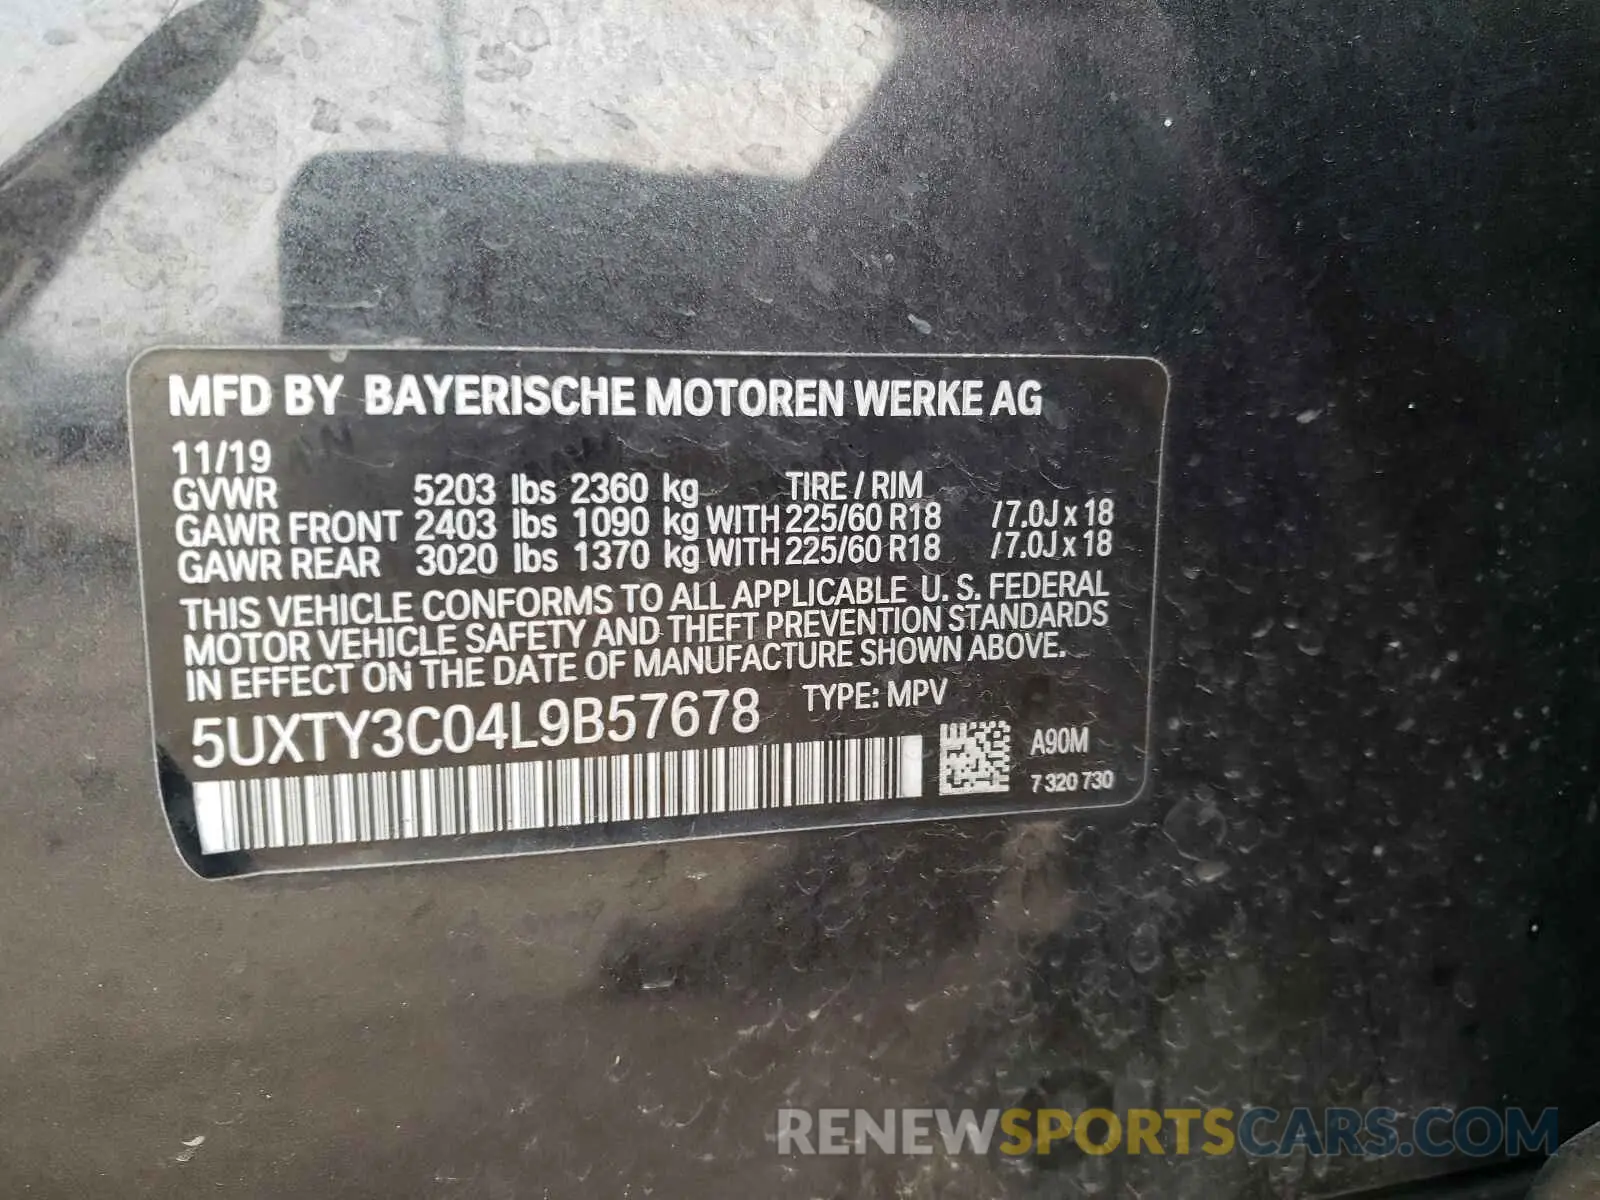 MFD BY BAYERISCHE MOTOREN WERKE AG
11/19
GVWR 5203 lbs 2360 kg TIRE / RIM
GAWR FRONT 2403 lbs 1090 kg WITH 225/60 R18 /7.0J x 18
GAWR REAR 3020 lbs 1370 kg WITH 225/60 R18 /7.0J x 18
THIS VEHICLE CONFORMS TO ALL APPLICABLE U. S. FEDERAL
MOTOR VEHICLE SAFETY AND THEFT PREVENTION STANDARDS
IN EFFECT ON THE DATE OF MANUFACTURE SHOWN ABOVE.
5UXTY3C04L9B57678 TYPE: MPV
A90M
7 320 730
RENEWSPORTSCARS.COM